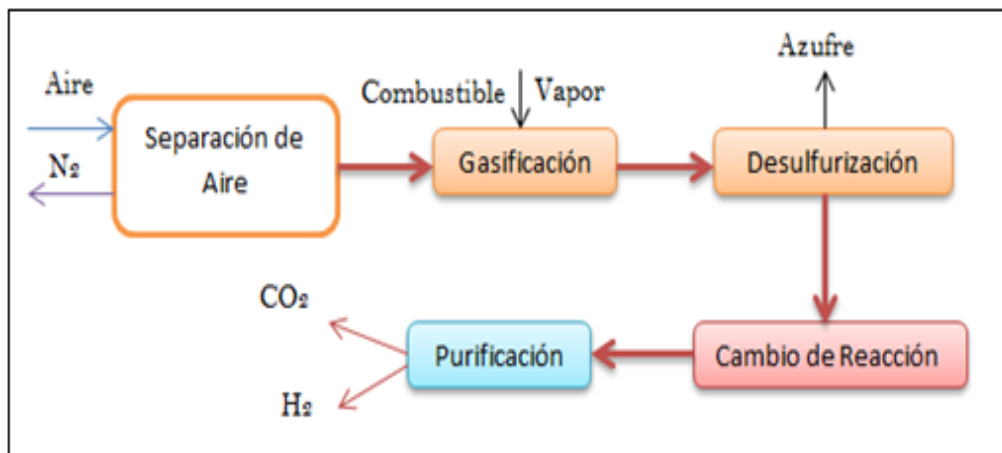 Azufre
Aire
Combustible
Vapor
Separación de
Aire
N₂
Gasificación
Desulfurización
CO₂
Purificación
Cambio de Reacción
H₂